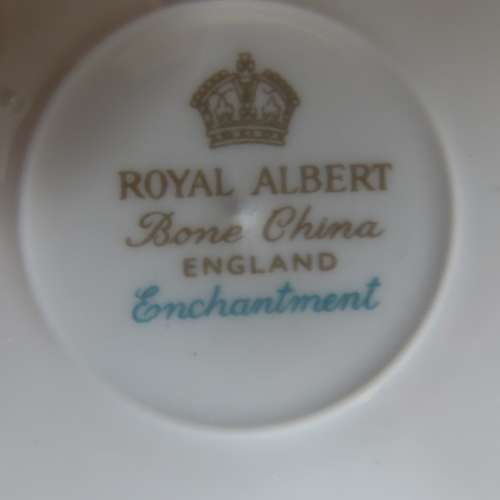 ROYAL ALBERT
Bone China
ENGLAND
Enchantment